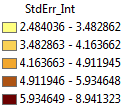 StdErr_Int
2.484036 - 3.482862
3.482863 - 4.163662
4.163663 - 4.911945
4.911946 - 5.934648
5.934649 - 8.941323